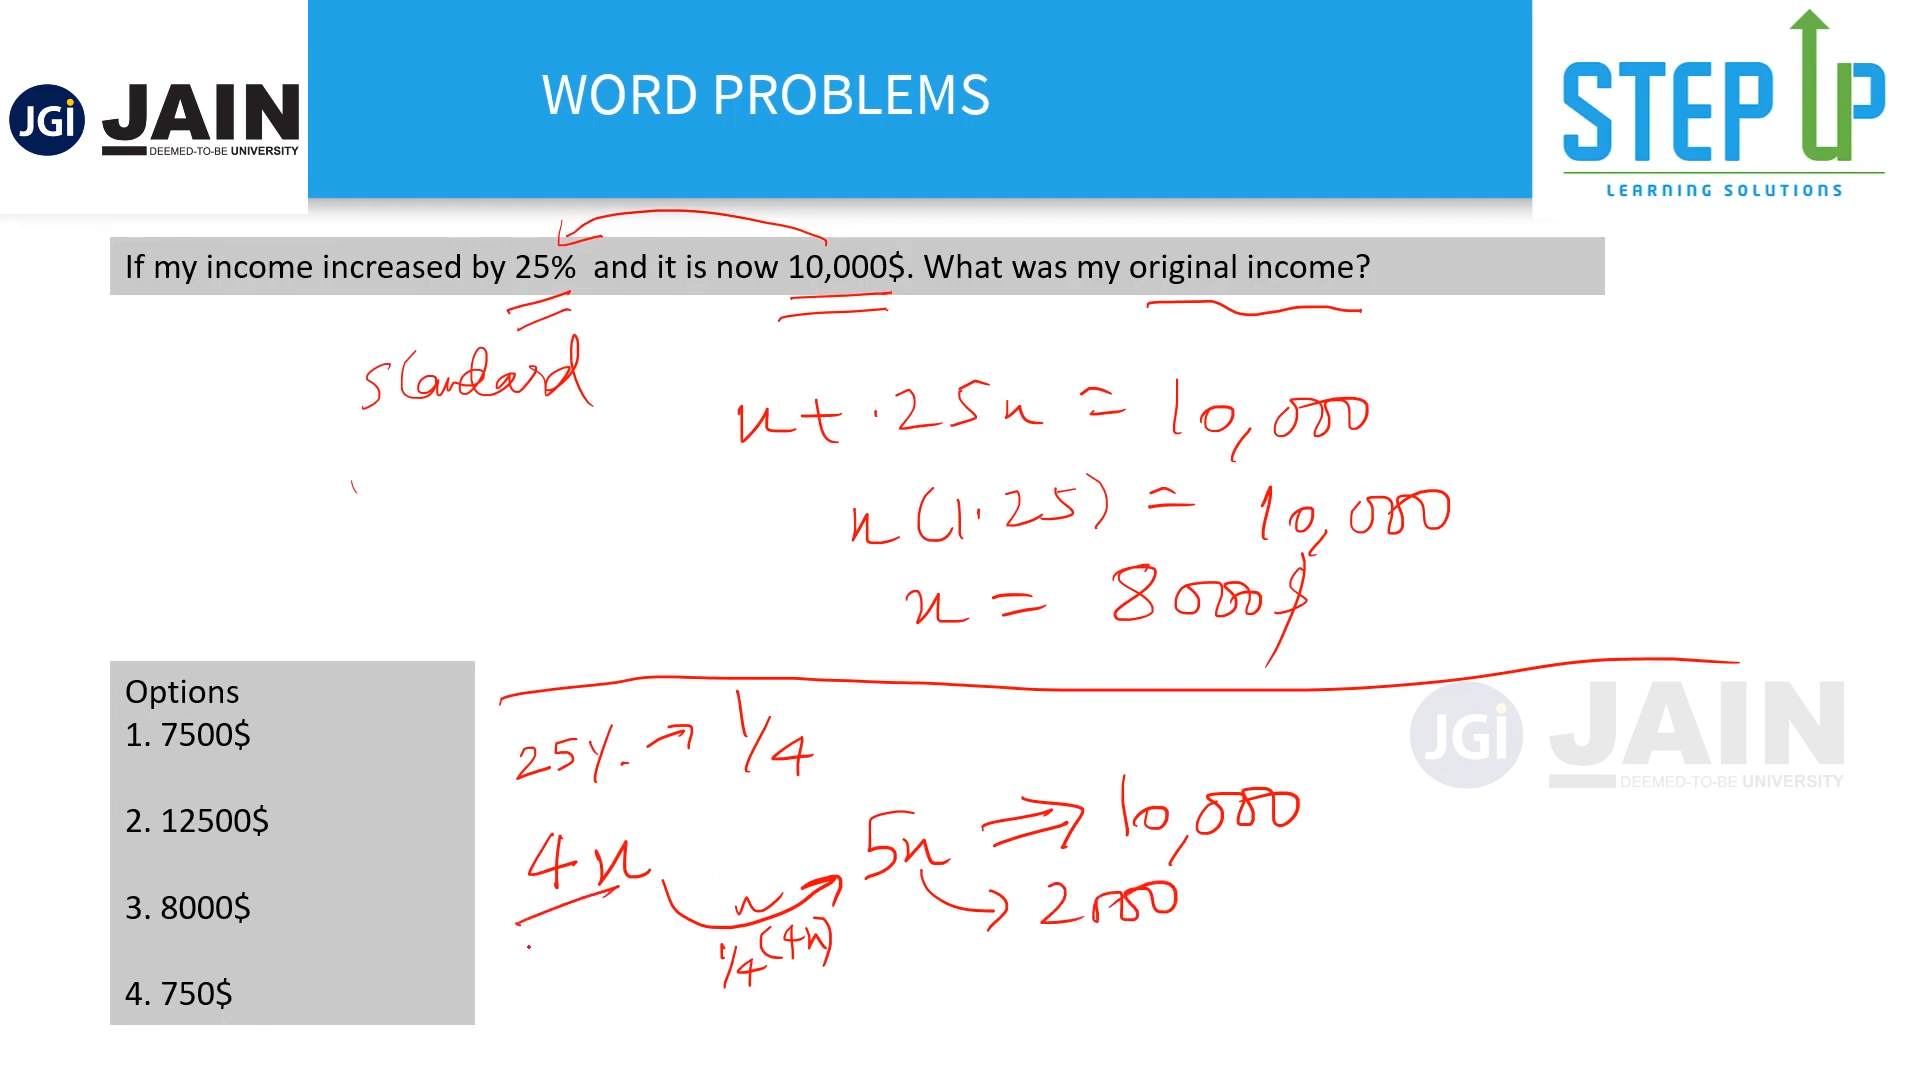 JGi JAIN
DEEMED-TO-BE UNIVERSITY
WORD PROBLEMS
STEP UP
LEARNING SOLUTIONS
If my income increased by 25% and it is now 10,000$. What was my original income?
Standard
x + .25x = 10,000
x (1.25) = 10,000
x = 8000$
Options
1. 7500$
2. 12500$
3. 8000$
4. 750$
25% → 1/4
4x
x
1/4 (4x)
5x ⇒ 10,000
→ 2000
JGi JAIN
DEEMED-TO-BE UNIVERSITY